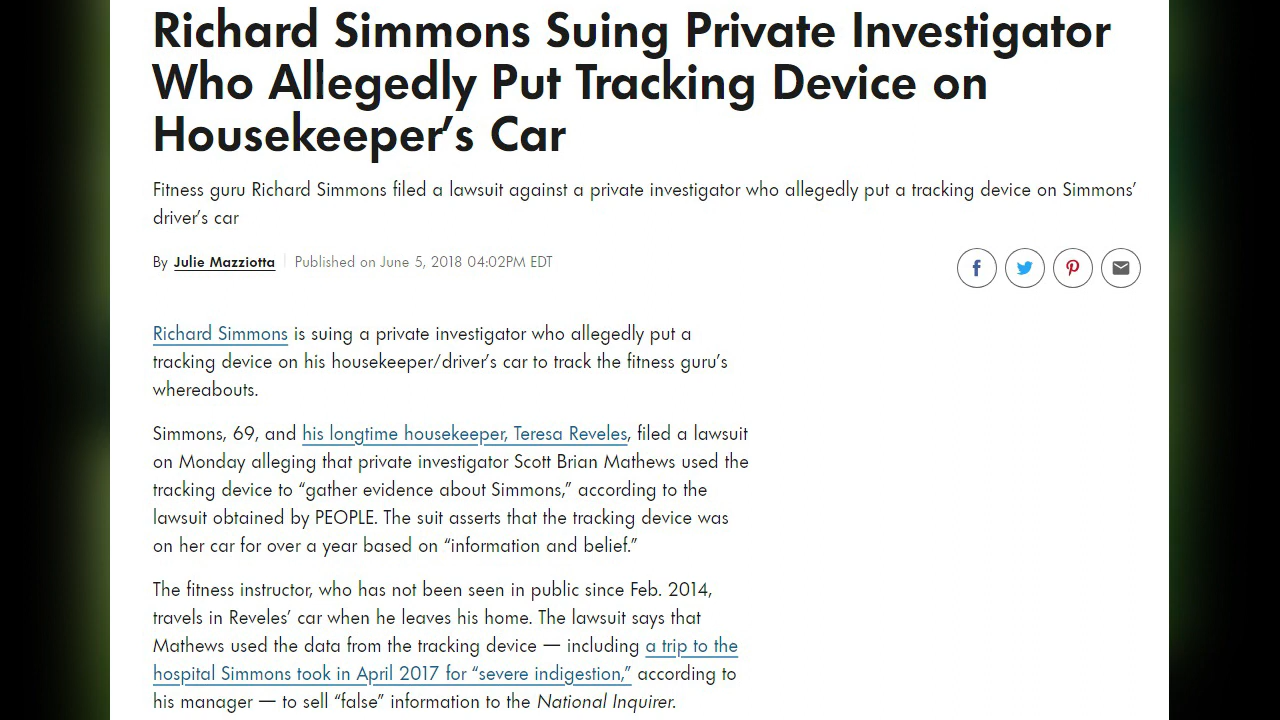 Richard Simmons Suing Private Investigator
Who Allegedly Put Tracking Device on
Housekeeper’s Car
Fitness guru Richard Simmons filed a lawsuit against a private investigator who allegedly put a tracking device on Simmons’
driver’s car
By Julie Mazziotta Published on June 5, 2018 04:02PM EDT
Richard Simmons is suing a private investigator who allegedly put a
tracking device on his housekeeper/driver’s car to track the fitness guru’s
whereabouts.
Simmons, 69, and his longtime housekeeper, Teresa Reveles, filed a lawsuit
on Monday alleging that private investigator Scott Brian Mathews used the
tracking device to “gather evidence about Simmons,” according to the
lawsuit obtained by PEOPLE. The suit asserts that the tracking device was
on her car for over a year based on “information and belief.”
The fitness instructor, who has not been seen in public since Feb. 2014,
travels in Reveles’ car when he leaves his home. The lawsuit says that
Mathews used the data from the tracking device — including a trip to the
hospital Simmons took in April 2017 for “severe indigestion,” according to
his manager — to sell “false” information to the National Inquirer.